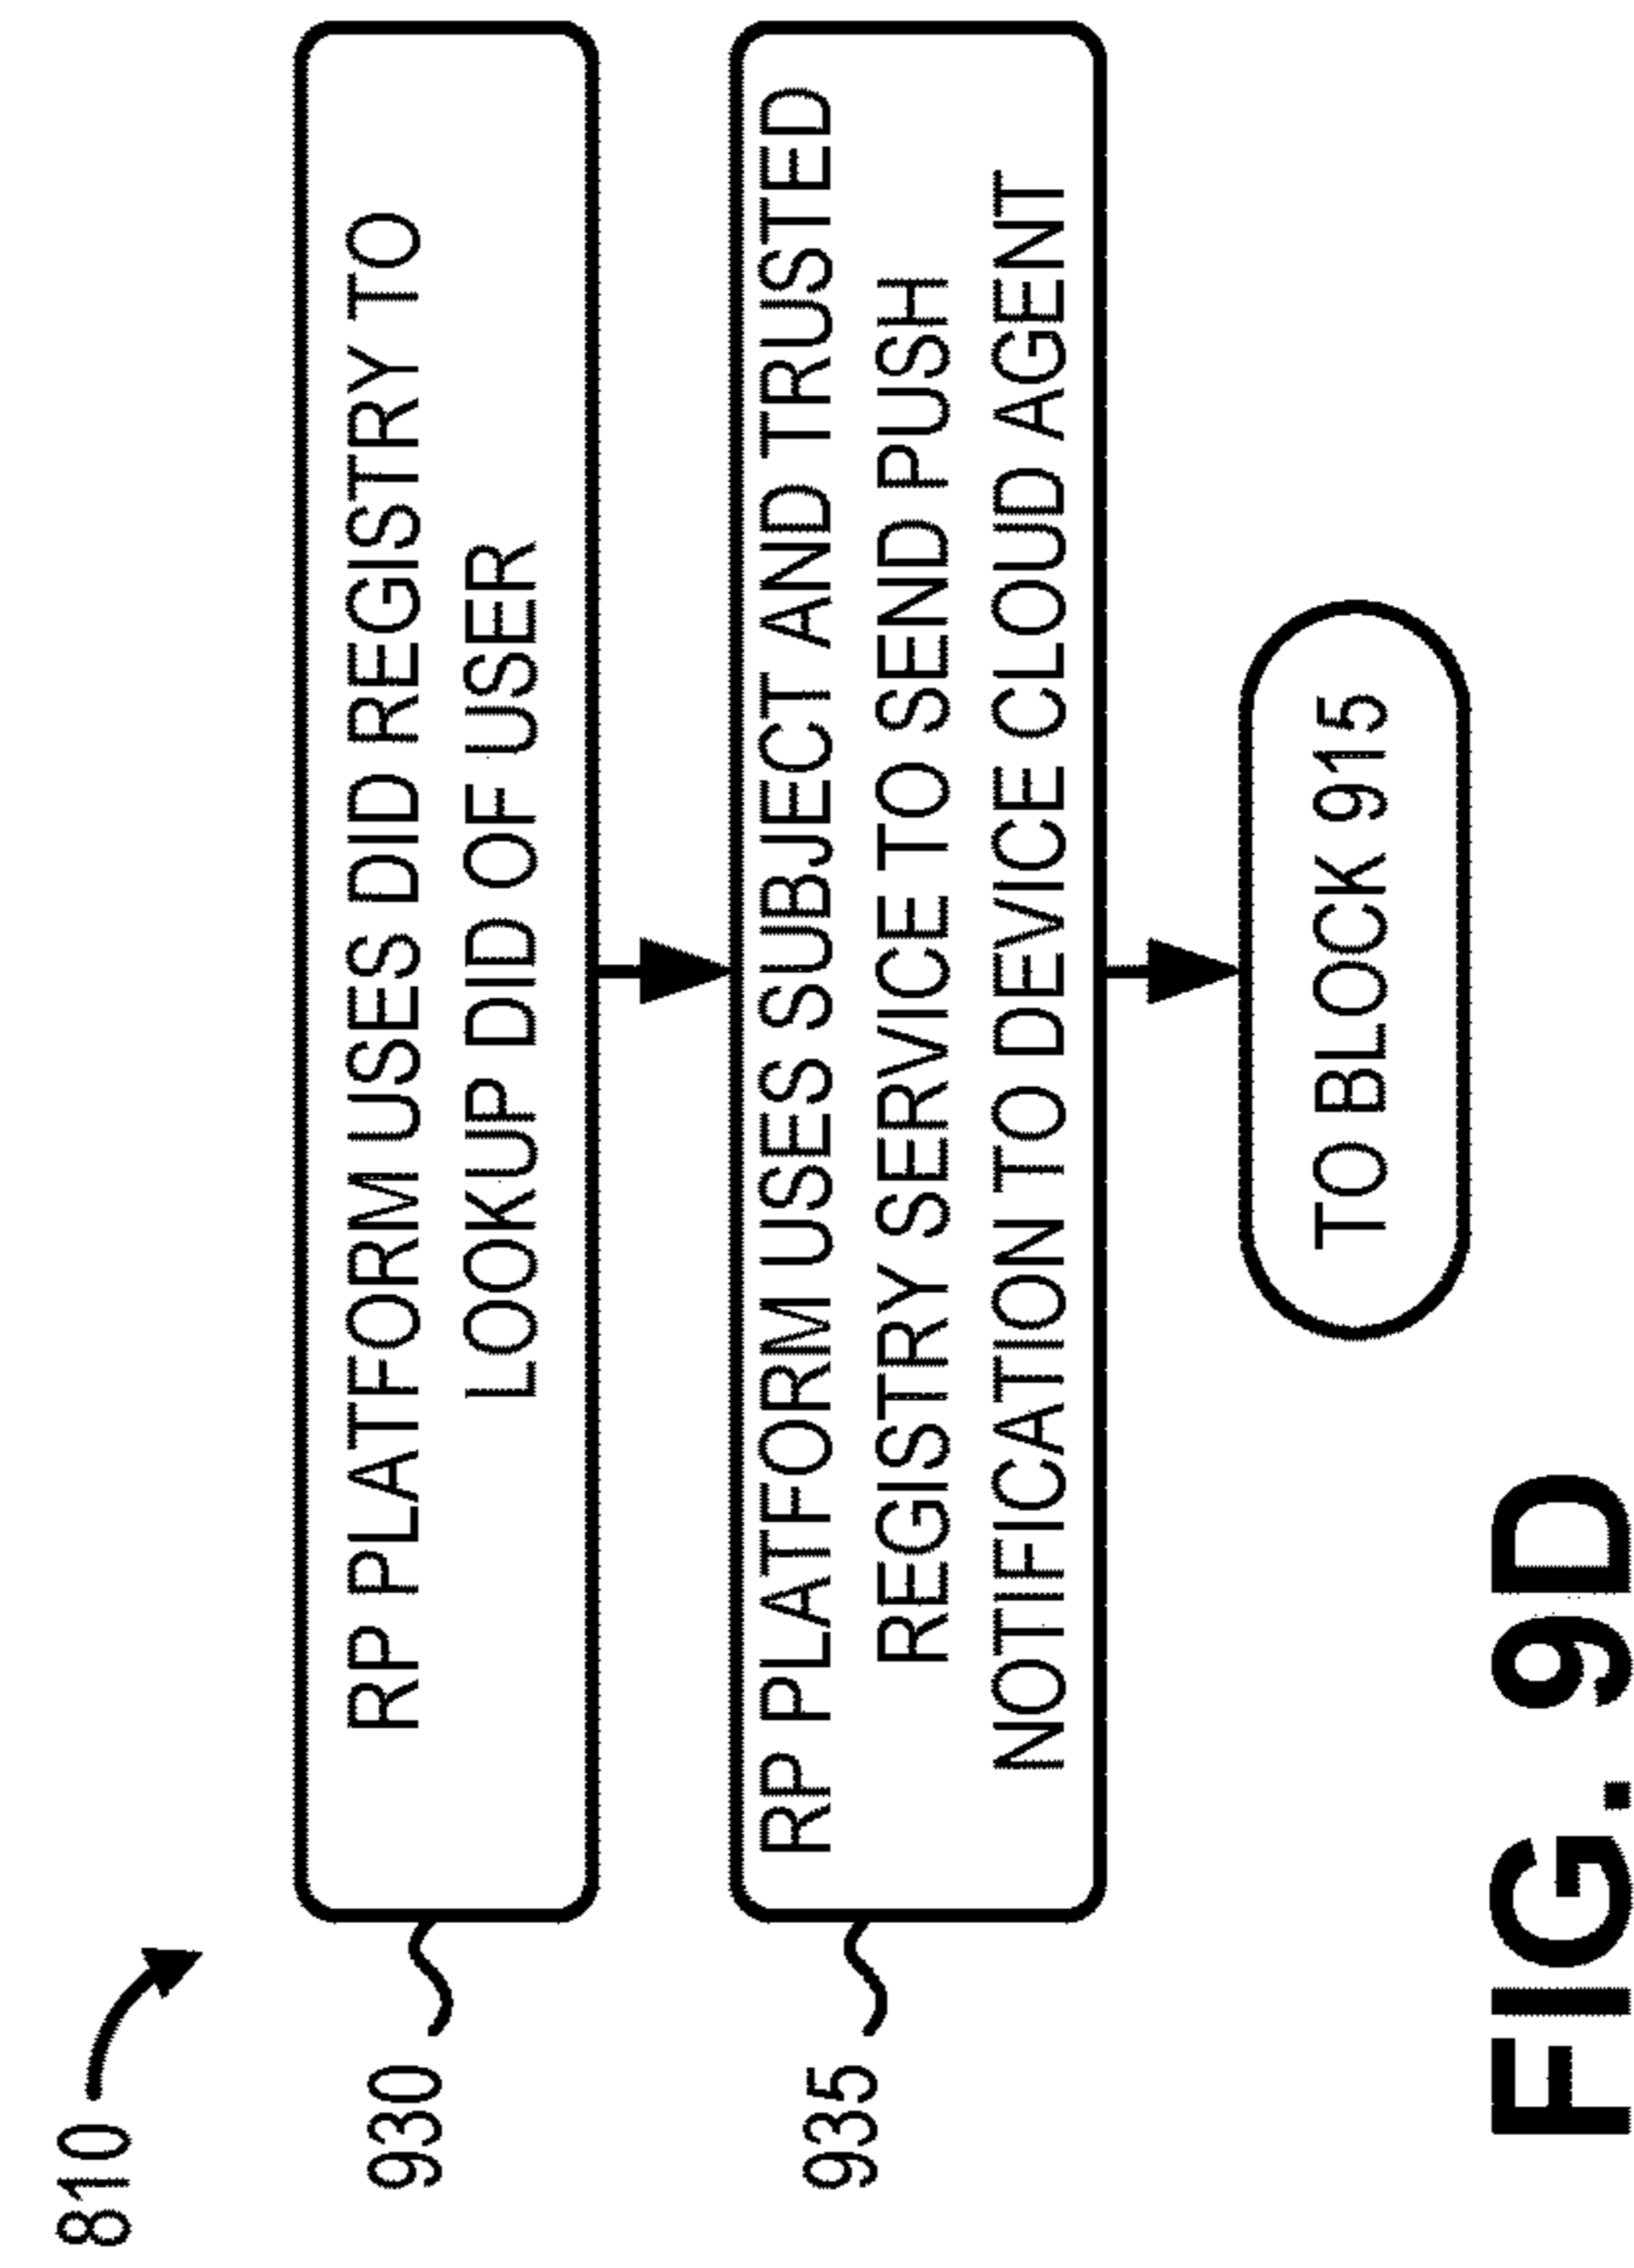 810
930
RP PLATFORM USES DID REGISTRY TO
LOOKUP DID OF USER
935
RP PLATFORM USES SUBJECT AND TRUSTED
REGISTRY SERVICE TO SEND PUSH
NOTIFICATION TO DEVICE CLOUD AGENT
TO BLOCK 915
FIG. 9D